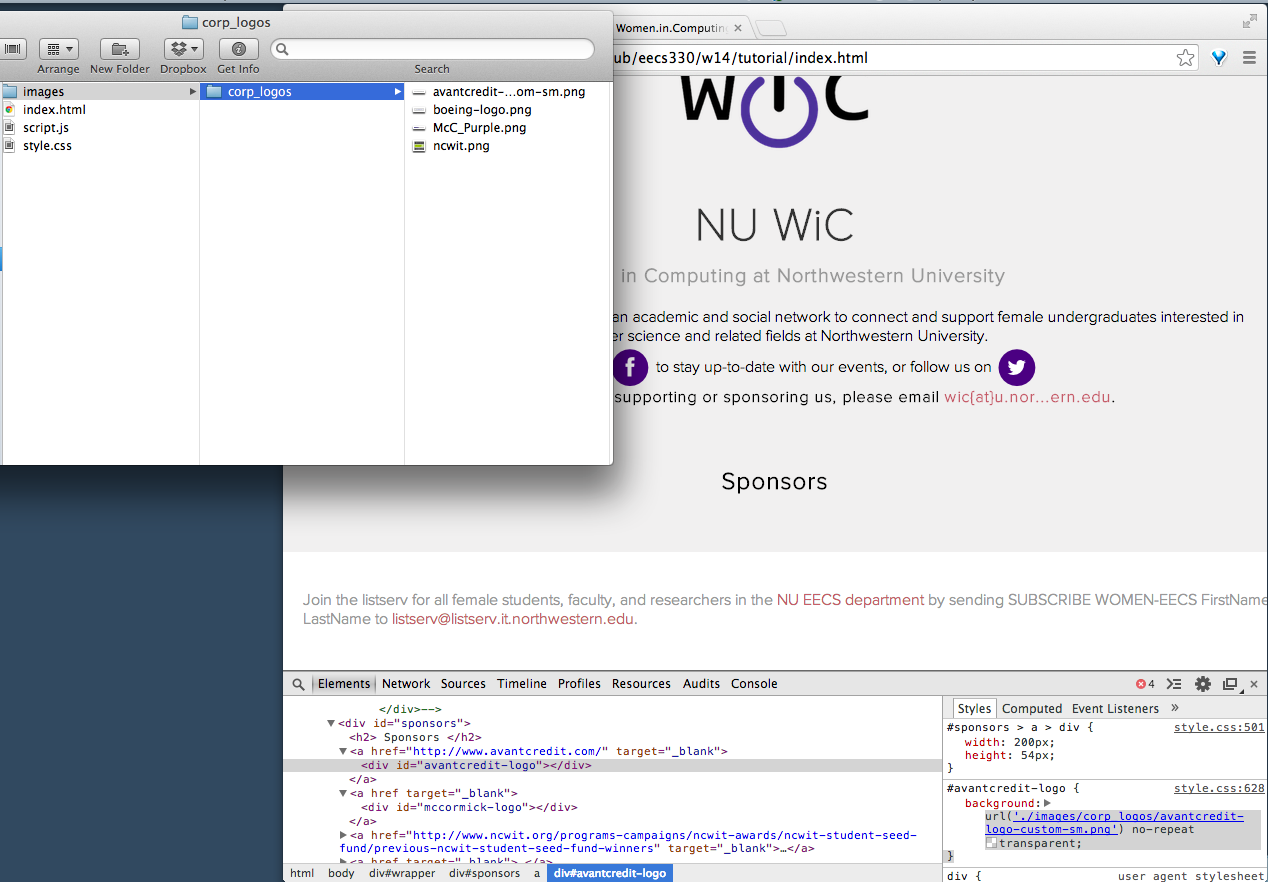 corp_logos
Arrange
New Folder
Dropbox
Get Info
Search
images
index.html
script.js
style.css
corp_logos
avantcredit-...om-sm.png
boeing-logo.png
McC_Purple.png
ncwit.png
Women.in.Computing
ub/eecs330/w14/tutorial/index.html
WiC
NU WiC
in Computing at Northwestern University
an academic and social network to connect and support female undergraduates interested in
er science and related fields at Northwestern University.
f to stay up-to-date with our events, or follow us on
supporting or sponsoring us, please email wic{at}u.nor...ern.edu.
Sponsors
Join the listserv for all female students, faculty, and researchers in the NU EECS department by sending SUBSCRIBE WOMEN-EECS FirstName
LastName to listserv@listserv.it.northwestern.edu.
Elements Network Sources Timeline Profiles Resources Audits Console
4
</div>-->
<div id="sponsors">
<h2> Sponsors </h2>
<a href="http://www.avantcredit.com/" target="_blank">
<div id="avantcredit-logo"></div>
</a>
<a href target="_blank">
<div id="mccormick-logo"></div>
</a>
<a href="http://www.ncwit.org/programs-campaigns/ncwit-awards/ncwit-student-seed-
fund/previous-ncwit-student-seed-fund-winners" target="_blank">…</a>
<a href target="_blank"> </a>
html body div#wrapper div#sponsors a div#avantcredit-logo
Styles Computed Event Listeners »
#sponsors > a > div { style.css:501
width: 200px;
height: 54px;
}
#avantcredit-logo { style.css:628
background:
url('./images/corp_logos/avantcredit-
logo-custom-sm.png') no-repeat
transparent;
}
div { user agent stylesheet